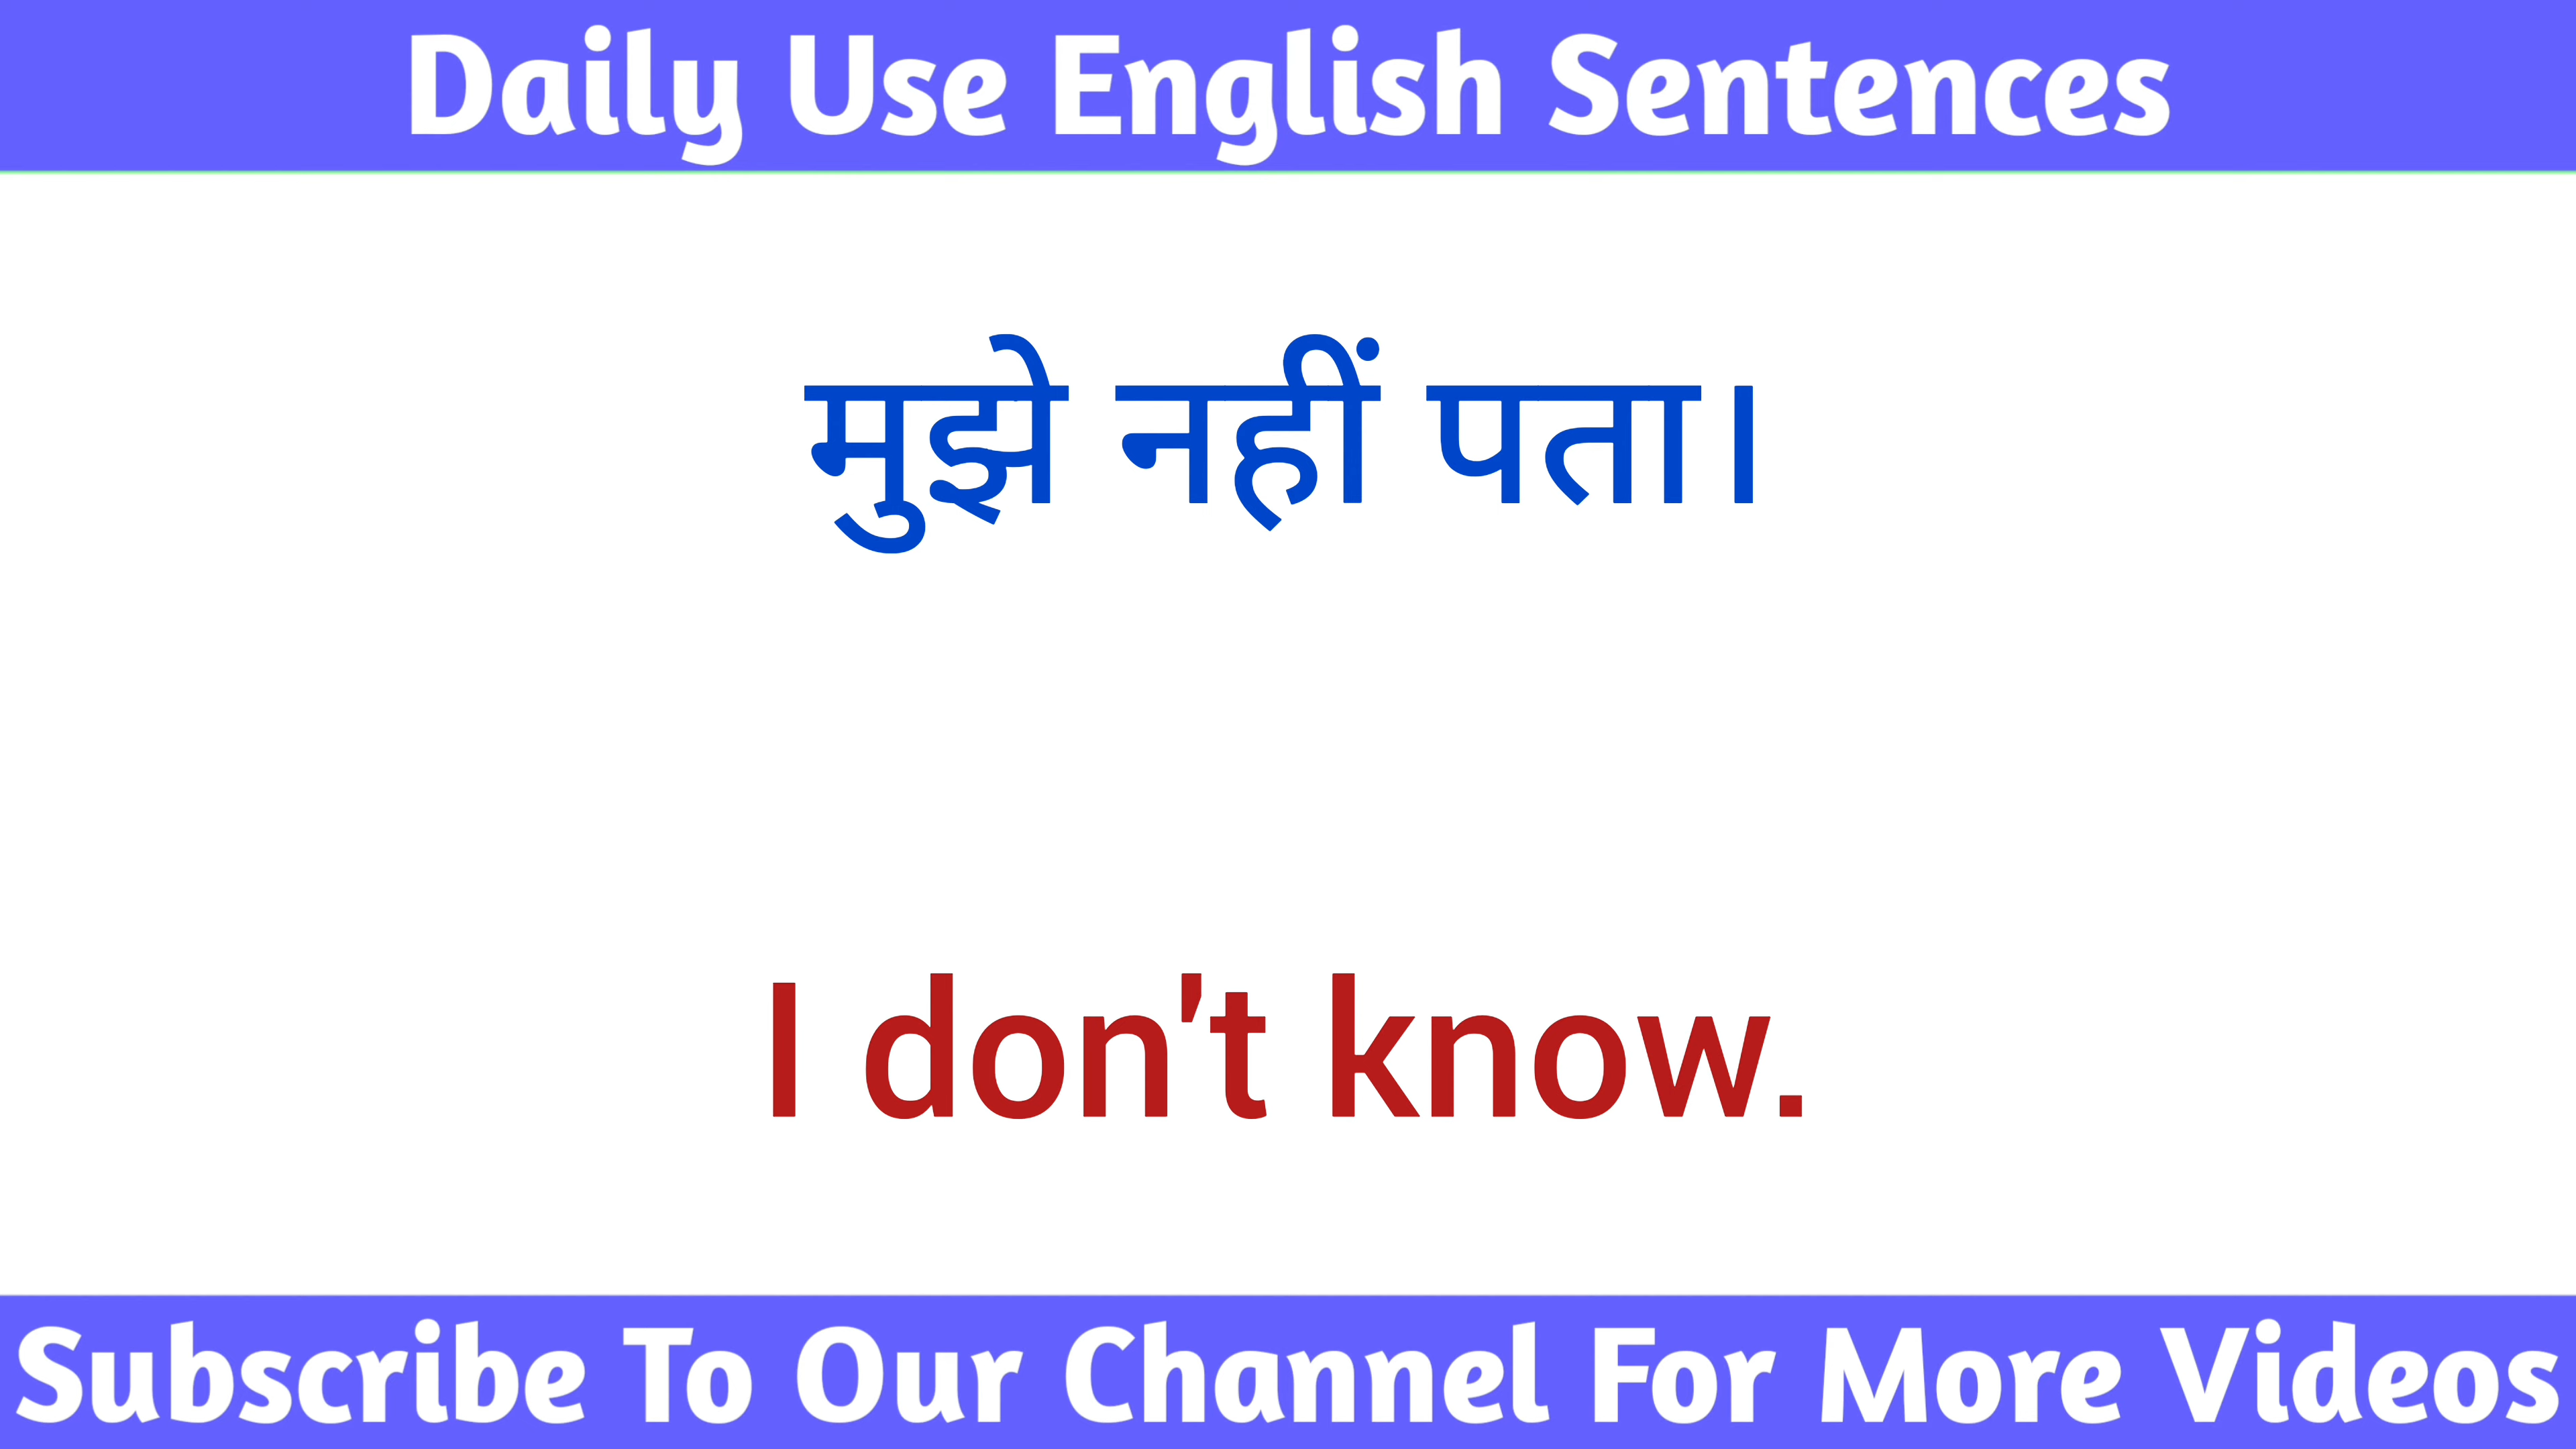 Daily Use English Sentences
मुझे नहीं पता।
I don't know.
Subscribe To Our Channel For More Videos